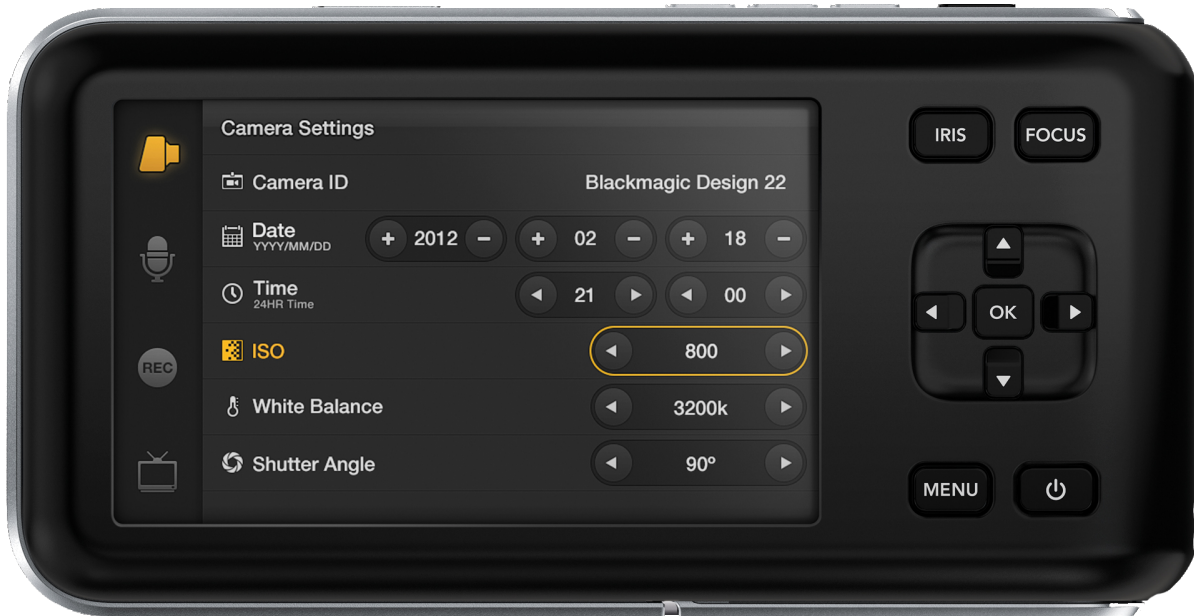 Camera Settings
Camera ID Blackmagic Design 22
Date + 2012 − + 02 − + 18 −
YYYY/MM/DD
Time 21 00
24HR Time
ISO 800
White Balance 3200k
Shutter Angle 90º
REC
IRIS FOCUS
OK
MENU